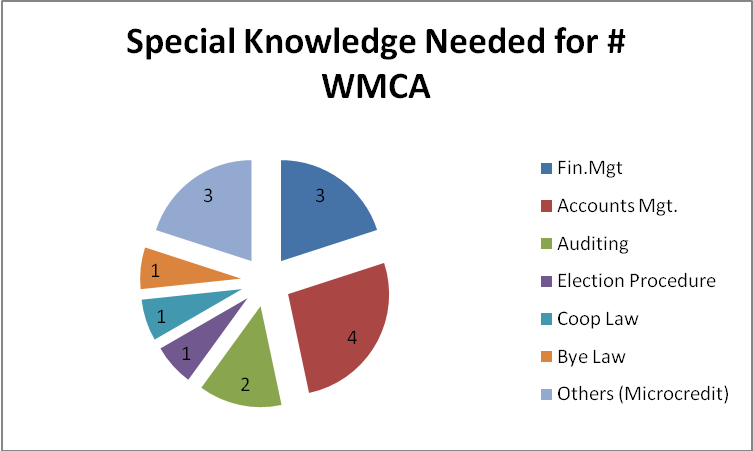 Special Knowledge Needed for #
WMCA
3
3
4
2
1
1
1
Fin.Mgt
Accounts Mgt.
Auditing
Election Procedure
Coop Law
Bye Law
Others (Microcredit)